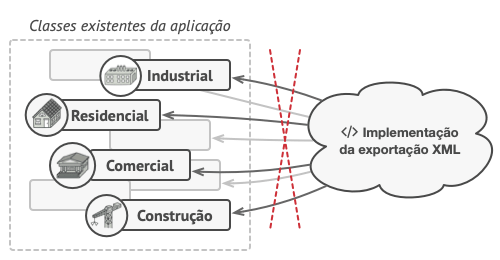 Classes existentes da aplicação
Industrial
Residencial
Comercial
Construção
</> Implementação
da exportação XML